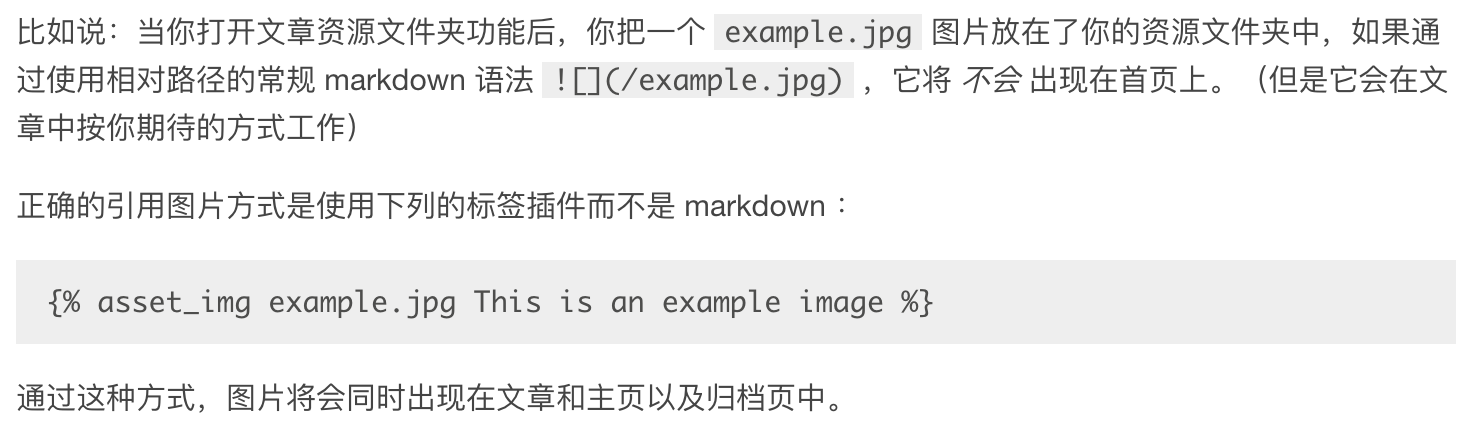 比如说：当你打开文章资源文件夹功能后，你把一个 example.jpg 图片放在了你的资源文件夹中，如果通
过使用相对路径的常规 markdown 语法 ![](/example.jpg) ，它将 不会 出现在首页上。（但是它会在文
章中按你期待的方式工作）
正确的引用图片方式是使用下列的标签插件而不是 markdown ：
{% asset_img example.jpg This is an example image %}
通过这种方式，图片将会同时出现在文章和主页以及归档页中。